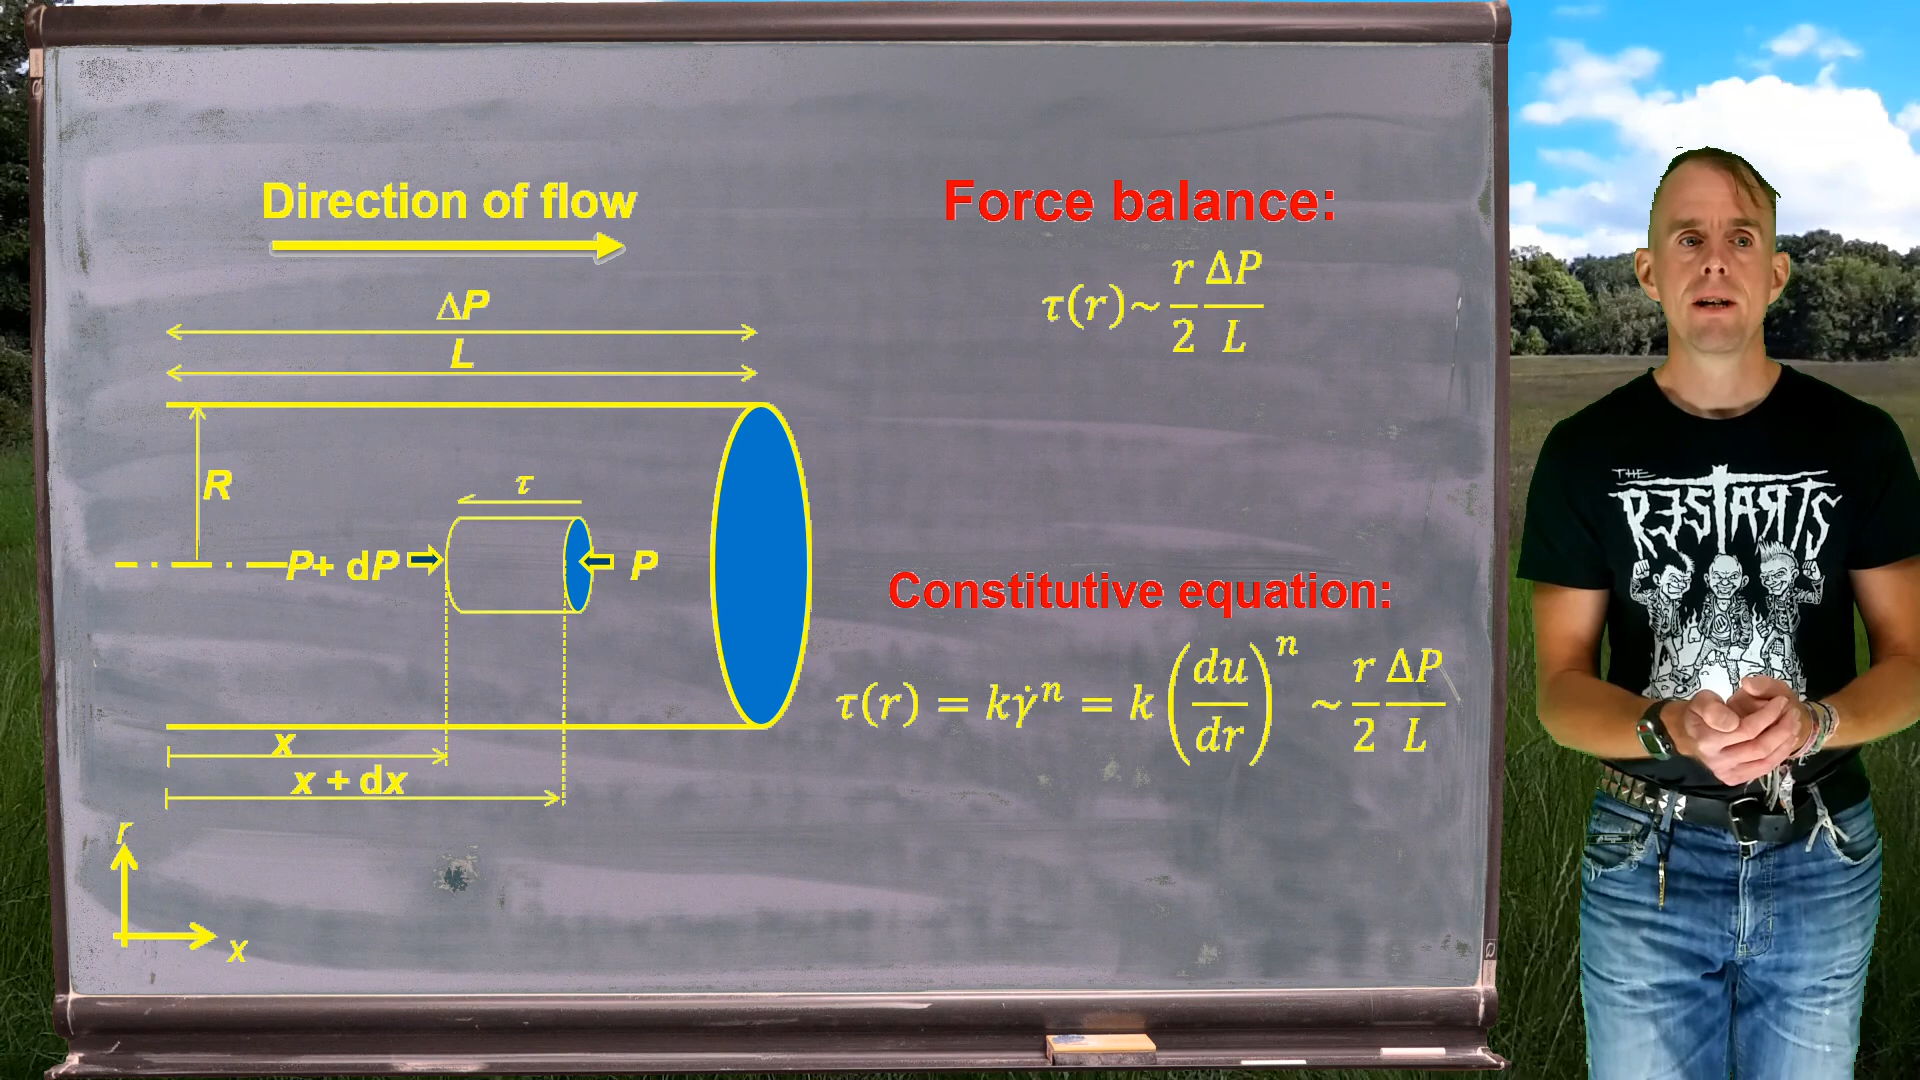 Direction of flow
ΔP
L
R
τ
P+ dP
P
x
x + dx
r
x
Force balance:
τ(r)~ r/2 ΔP/L
Constitutive equation:
τ(r) = kγ̇ⁿ = k(du/dr)ⁿ ~ r/2 ΔP/L
THE
RESTARTS